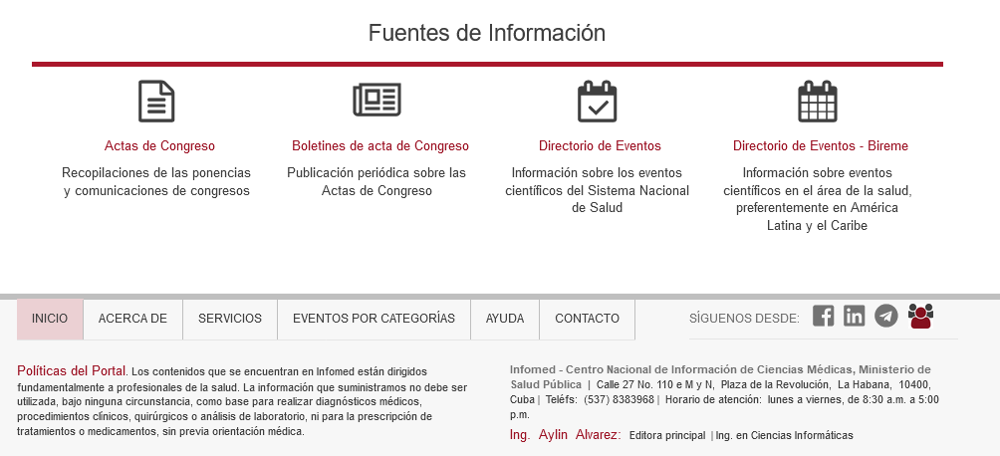 Fuentes de Información
Actas de Congreso
Recopilaciones de las ponencias
y comunicaciones de congresos
Boletines de acta de Congreso
Publicación periódica sobre las
Actas de Congreso
Directorio de Eventos
Información sobre los eventos
científicos del Sistema Nacional
de Salud
Directorio de Eventos - Bireme
Información sobre eventos
científicos en el área de la salud,
preferentemente en América
Latina y el Caribe
INICIO ACERCA DE SERVICIOS EVENTOS POR CATEGORÍAS AYUDA CONTACTO
SÍGUENOS DESDE:
Políticas del Portal. Los contenidos que se encuentran en Infomed están dirigidos
fundamentalmente a profesionales de la salud. La información que suministramos no debe ser
utilizada, bajo ninguna circunstancia, como base para realizar diagnósticos médicos,
procedimientos clínicos, quirúrgicos o análisis de laboratorio, ni para la prescripción de
tratamientos o medicamentos, sin previa orientación médica.
Infomed - Centro Nacional de Información de Ciencias Médicas, Ministerio de
Salud Pública | Calle 27 No. 110 e M y N, Plaza de la Revolución, La Habana, 10400,
Cuba | Teléfs: (537) 8383968 | Horario de atención: lunes a viernes, de 8:30 a.m. a 5:00
p.m.
Ing. Aylin Alvarez: Editora principal | Ing. en Ciencias Informáticas